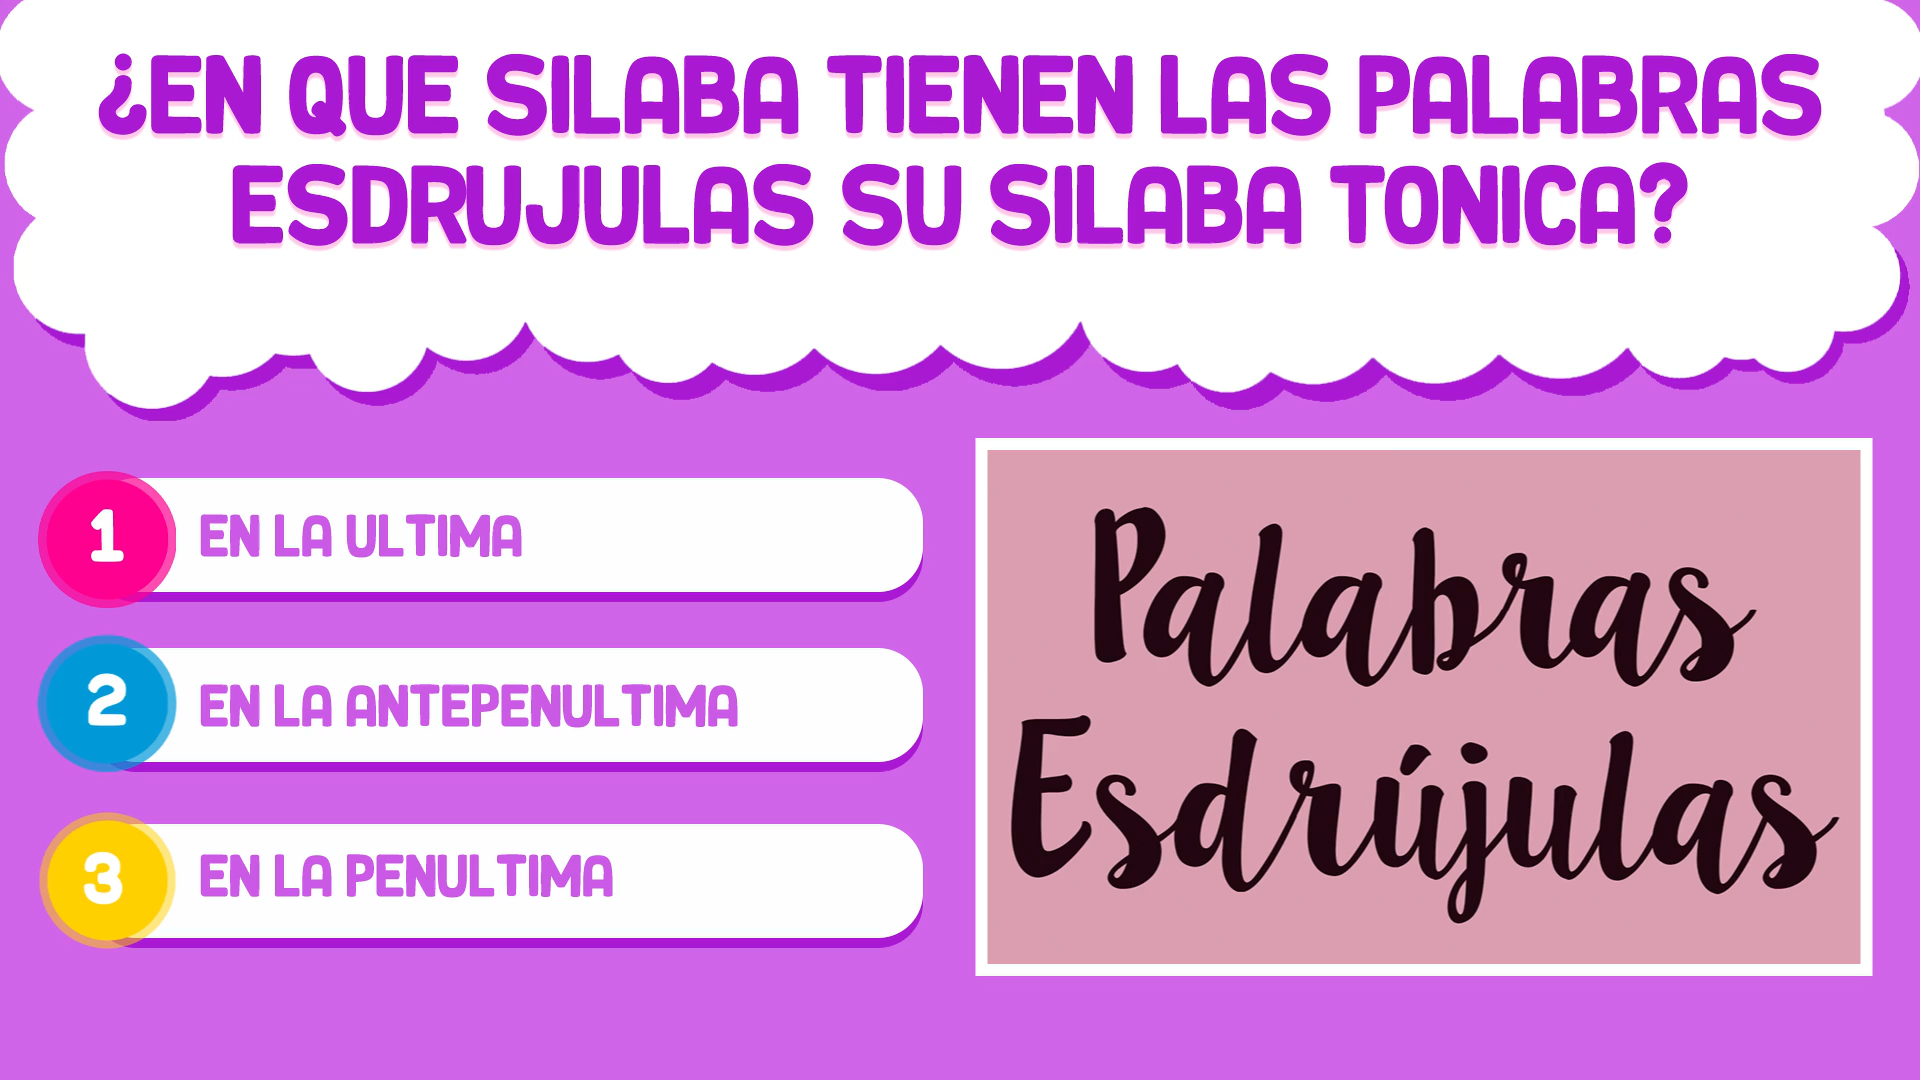 ¿EN QUE SILABA TIENEN LAS PALABRAS
ESDRUJULAS SU SILABA TONICA?
1 EN LA ULTIMA
2 EN LA ANTEPENULTIMA
3 EN LA PENULTIMA
Palabras
Esdrújulas